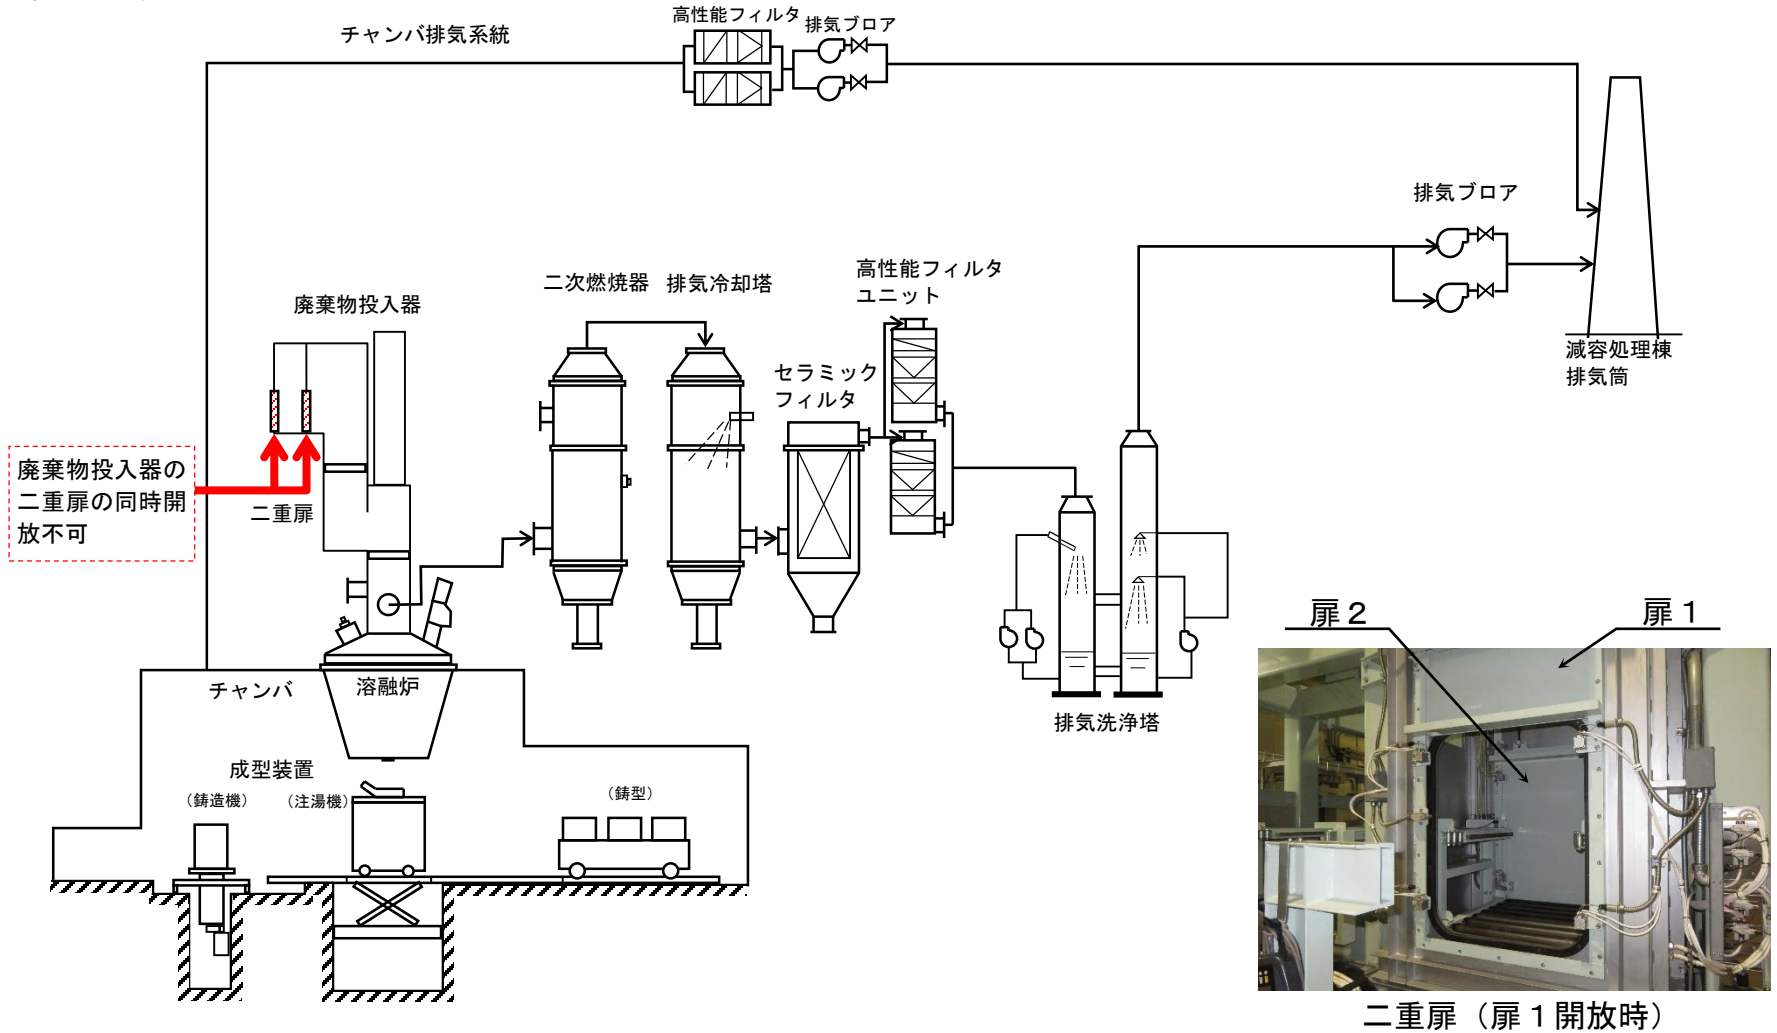 チャンバ排気系統
高性能フィルタ
排気ブロア
排気ブロア
二次燃焼器
排気冷却塔
高性能フィルタ
ユニット
廃棄物投入器
セラミック
フィルタ
減容処理棟
排気筒
廃棄物投入器の
二重扉の同時開
放不可
二重扉
チャンバ
溶融炉
排気洗浄塔
扉２
扉１
成型装置
（鋳造機）
（注湯機）
（鋳型）
二重扉（扉１開放時）